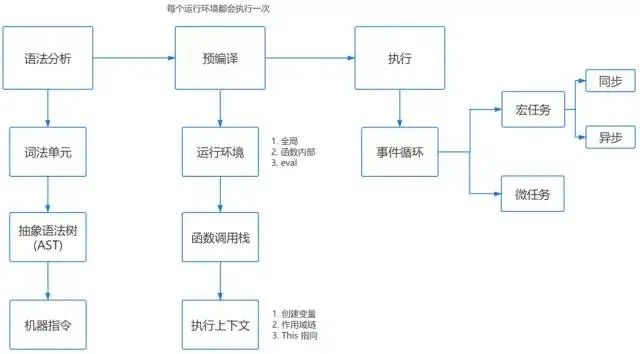 每个运行环境都会执行一次
语法分析
预编译
执行
同步
宏任务
词法单元
运行环境
1. 全局
2. 函数内部
3. eval
事件循环
异步
微任务
抽象语法树
(AST)
函数调用栈
机器指令
执行上下文
1. 创建变量
2. 作用域链
3. This 指向